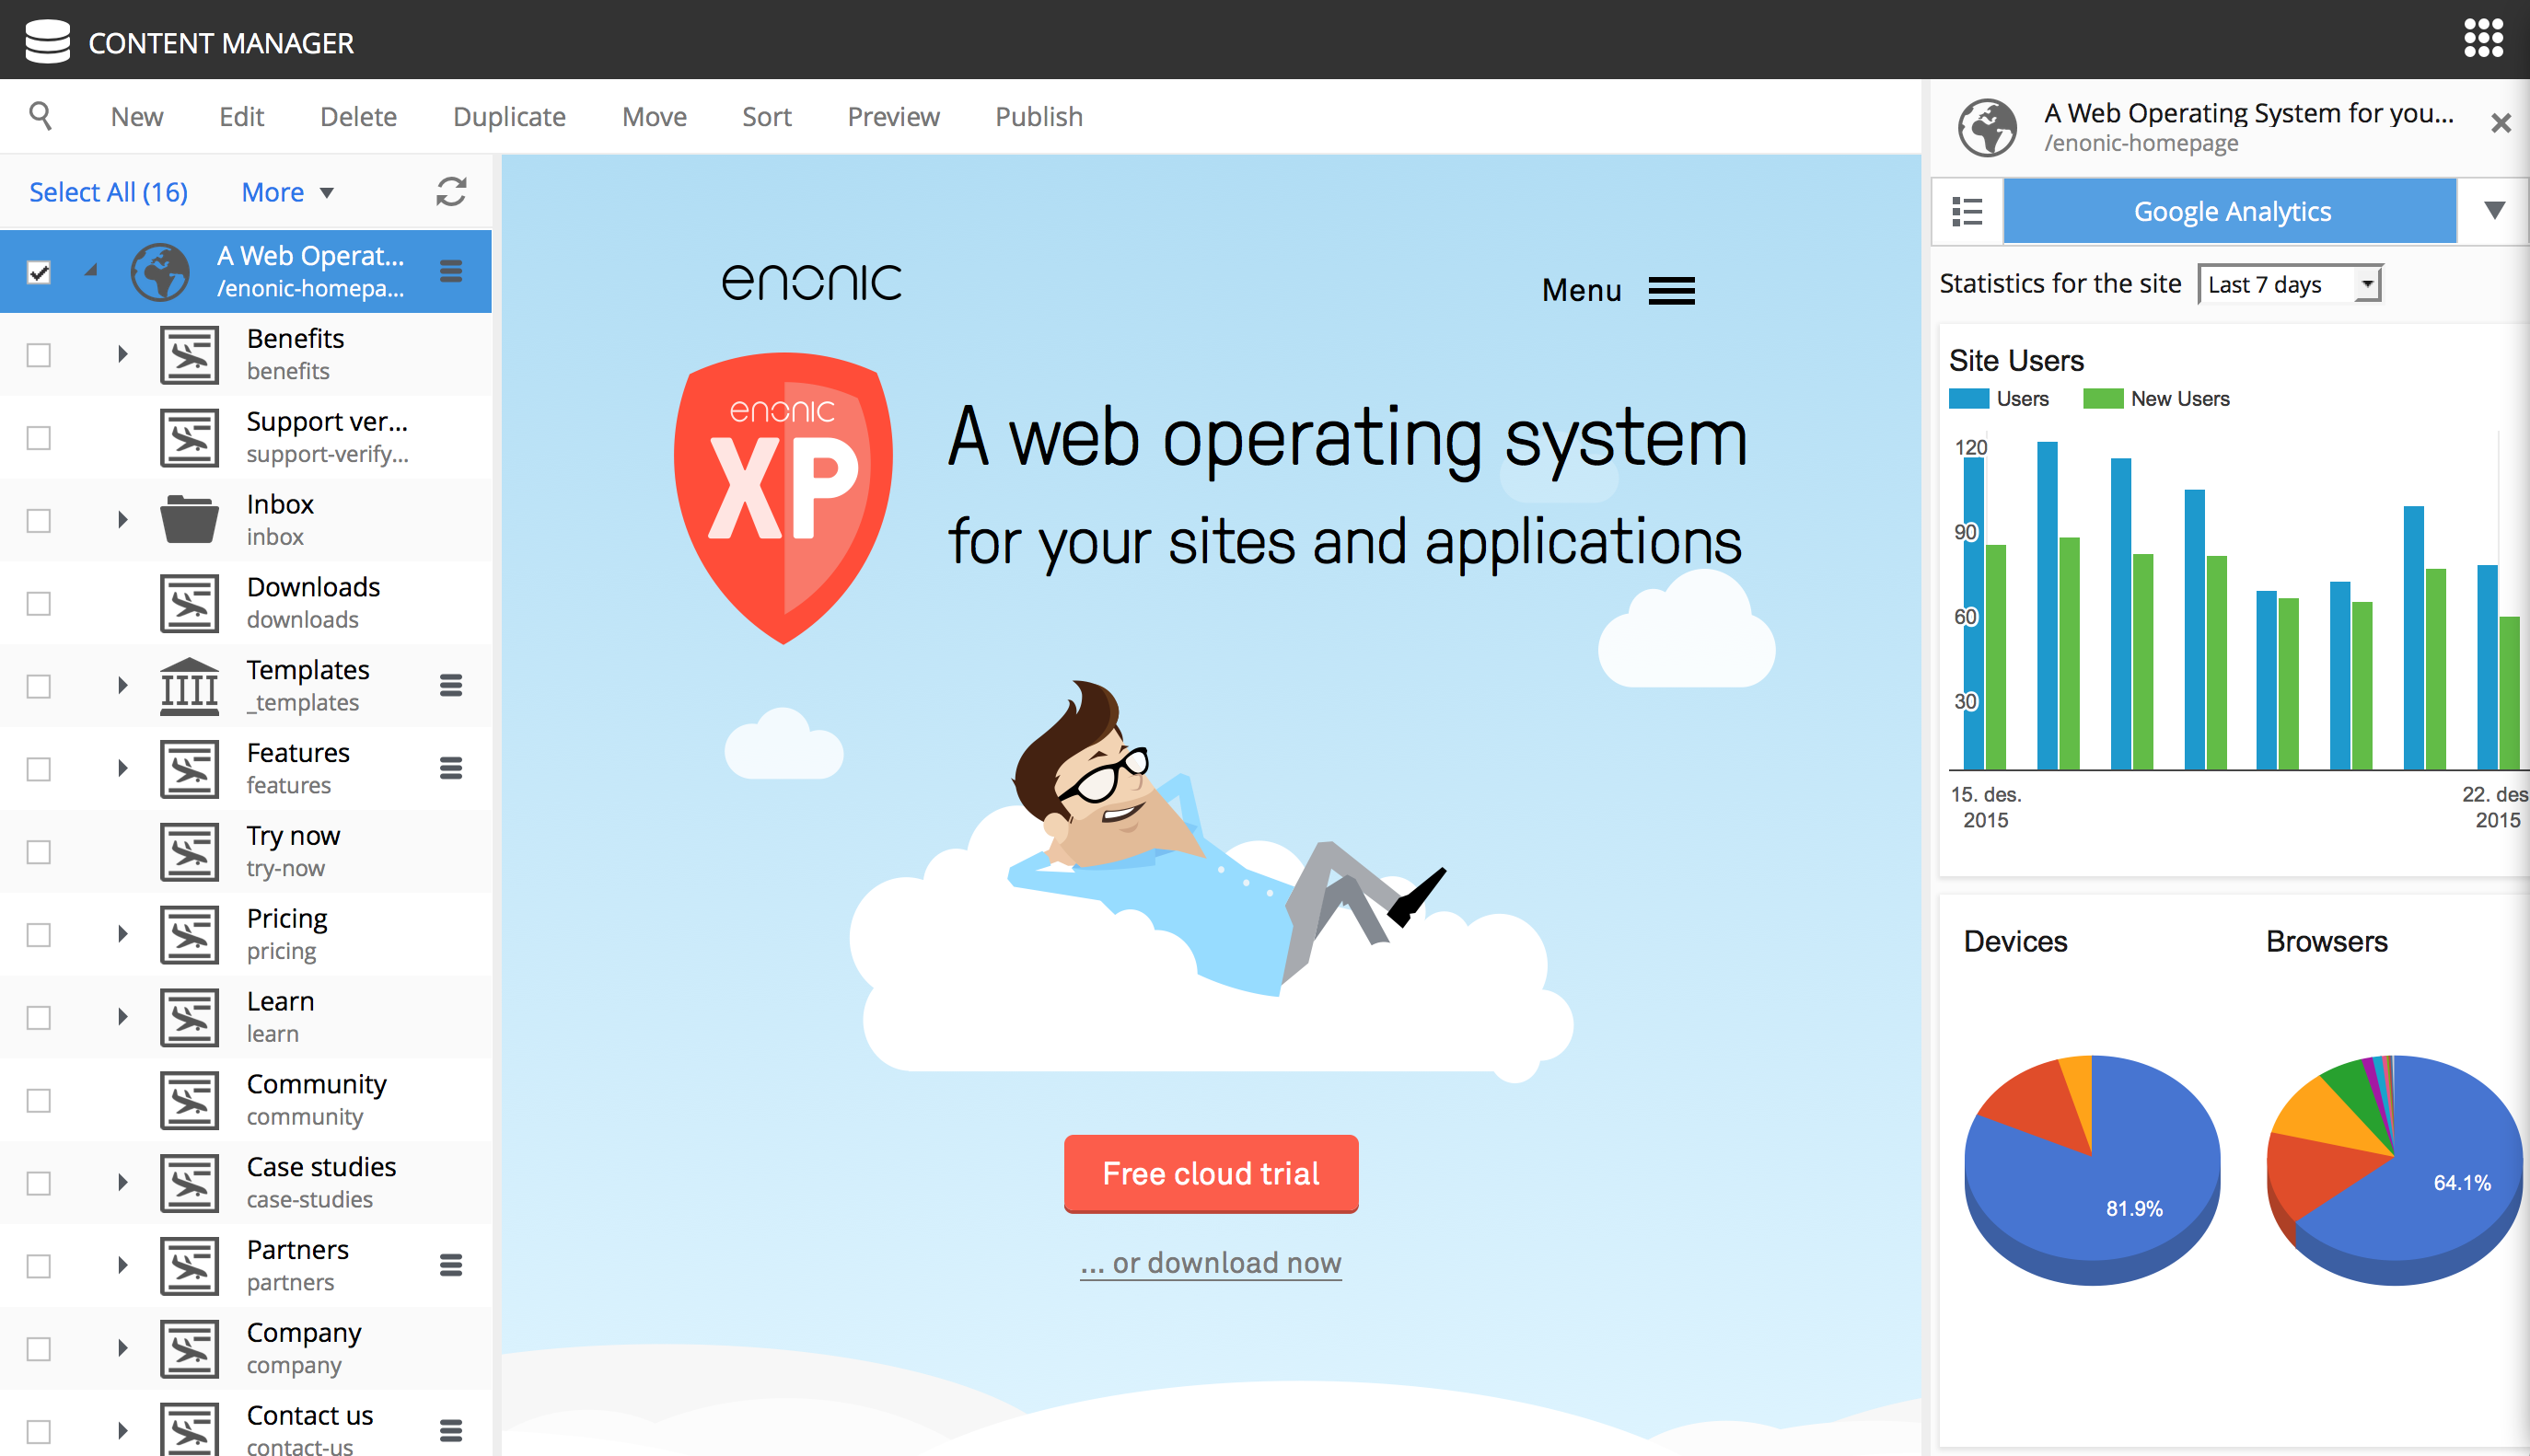 CONTENT MANAGER
New Edit Delete Duplicate Move Sort Preview Publish
Select All (16) More
A Web Operat...
/enonic-homepa...
Benefits
benefits
Support ver...
support-verify...
Inbox
inbox
Downloads
downloads
Templates
_templates
Features
features
Try now
try-now
Pricing
pricing
Learn
learn
Community
community
Case studies
case-studies
Partners
partners
Company
company
Contact us
contact-us
enonic
Menu
enonic
XP
A web operating system
for your sites and applications
Free cloud trial
... or download now
A Web Operating System for you...
/enonic-homepage
Google Analytics
Statistics for the site Last 7 days
Site Users
Users New Users
120
90
60
30
15. des. 22. des
2015 2015
Devices Browsers
81.9% 64.1%